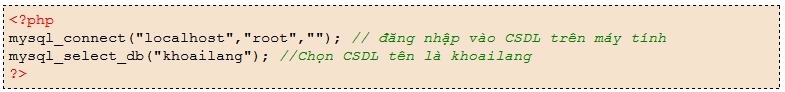 <?php
mysql_connect("localhost","root",""); // đăng nhập vào CSDL trên máy tính
mysql_select_db("khoailang"); //Chọn CSDL tên là khoailang
?>